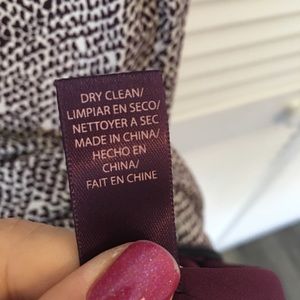 DRY CLEAN/
LIMPIAR EN SECO/
NETTOYER A SEC
MADE IN CHINA/
HECHO EN
CHINA/
FAIT EN CHINE